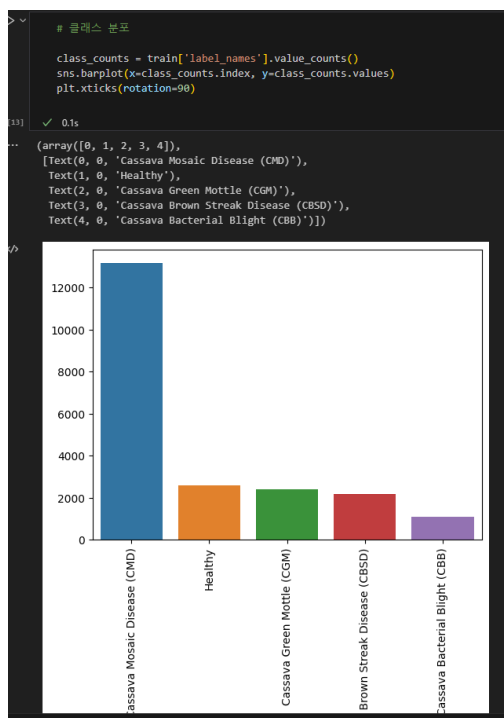 # 클래스 분포
class_counts = train['label_names'].value_counts()
sns.barplot(x=class_counts.index, y=class_counts.values)
plt.xticks(rotation=90)
[13]
0.1s
...
(array([0, 1, 2, 3, 4]),
[Text(0, 0, 'Cassava Mosaic Disease (CMD)'),
Text(1, 0, 'Healthy'),
Text(2, 0, 'Cassava Green Mottle (CGM)'),
Text(3, 0, 'Cassava Brown Streak Disease (CBSD)'),
Text(4, 0, 'Cassava Bacterial Blight (CBB)')])
</>
12000
10000
8000
6000
4000
2000
0
Cassava Mosaic Disease (CMD)
Healthy
Cassava Green Mottle (CGM)
Brown Streak Disease (CBSD)
Cassava Bacterial Blight (CBB)